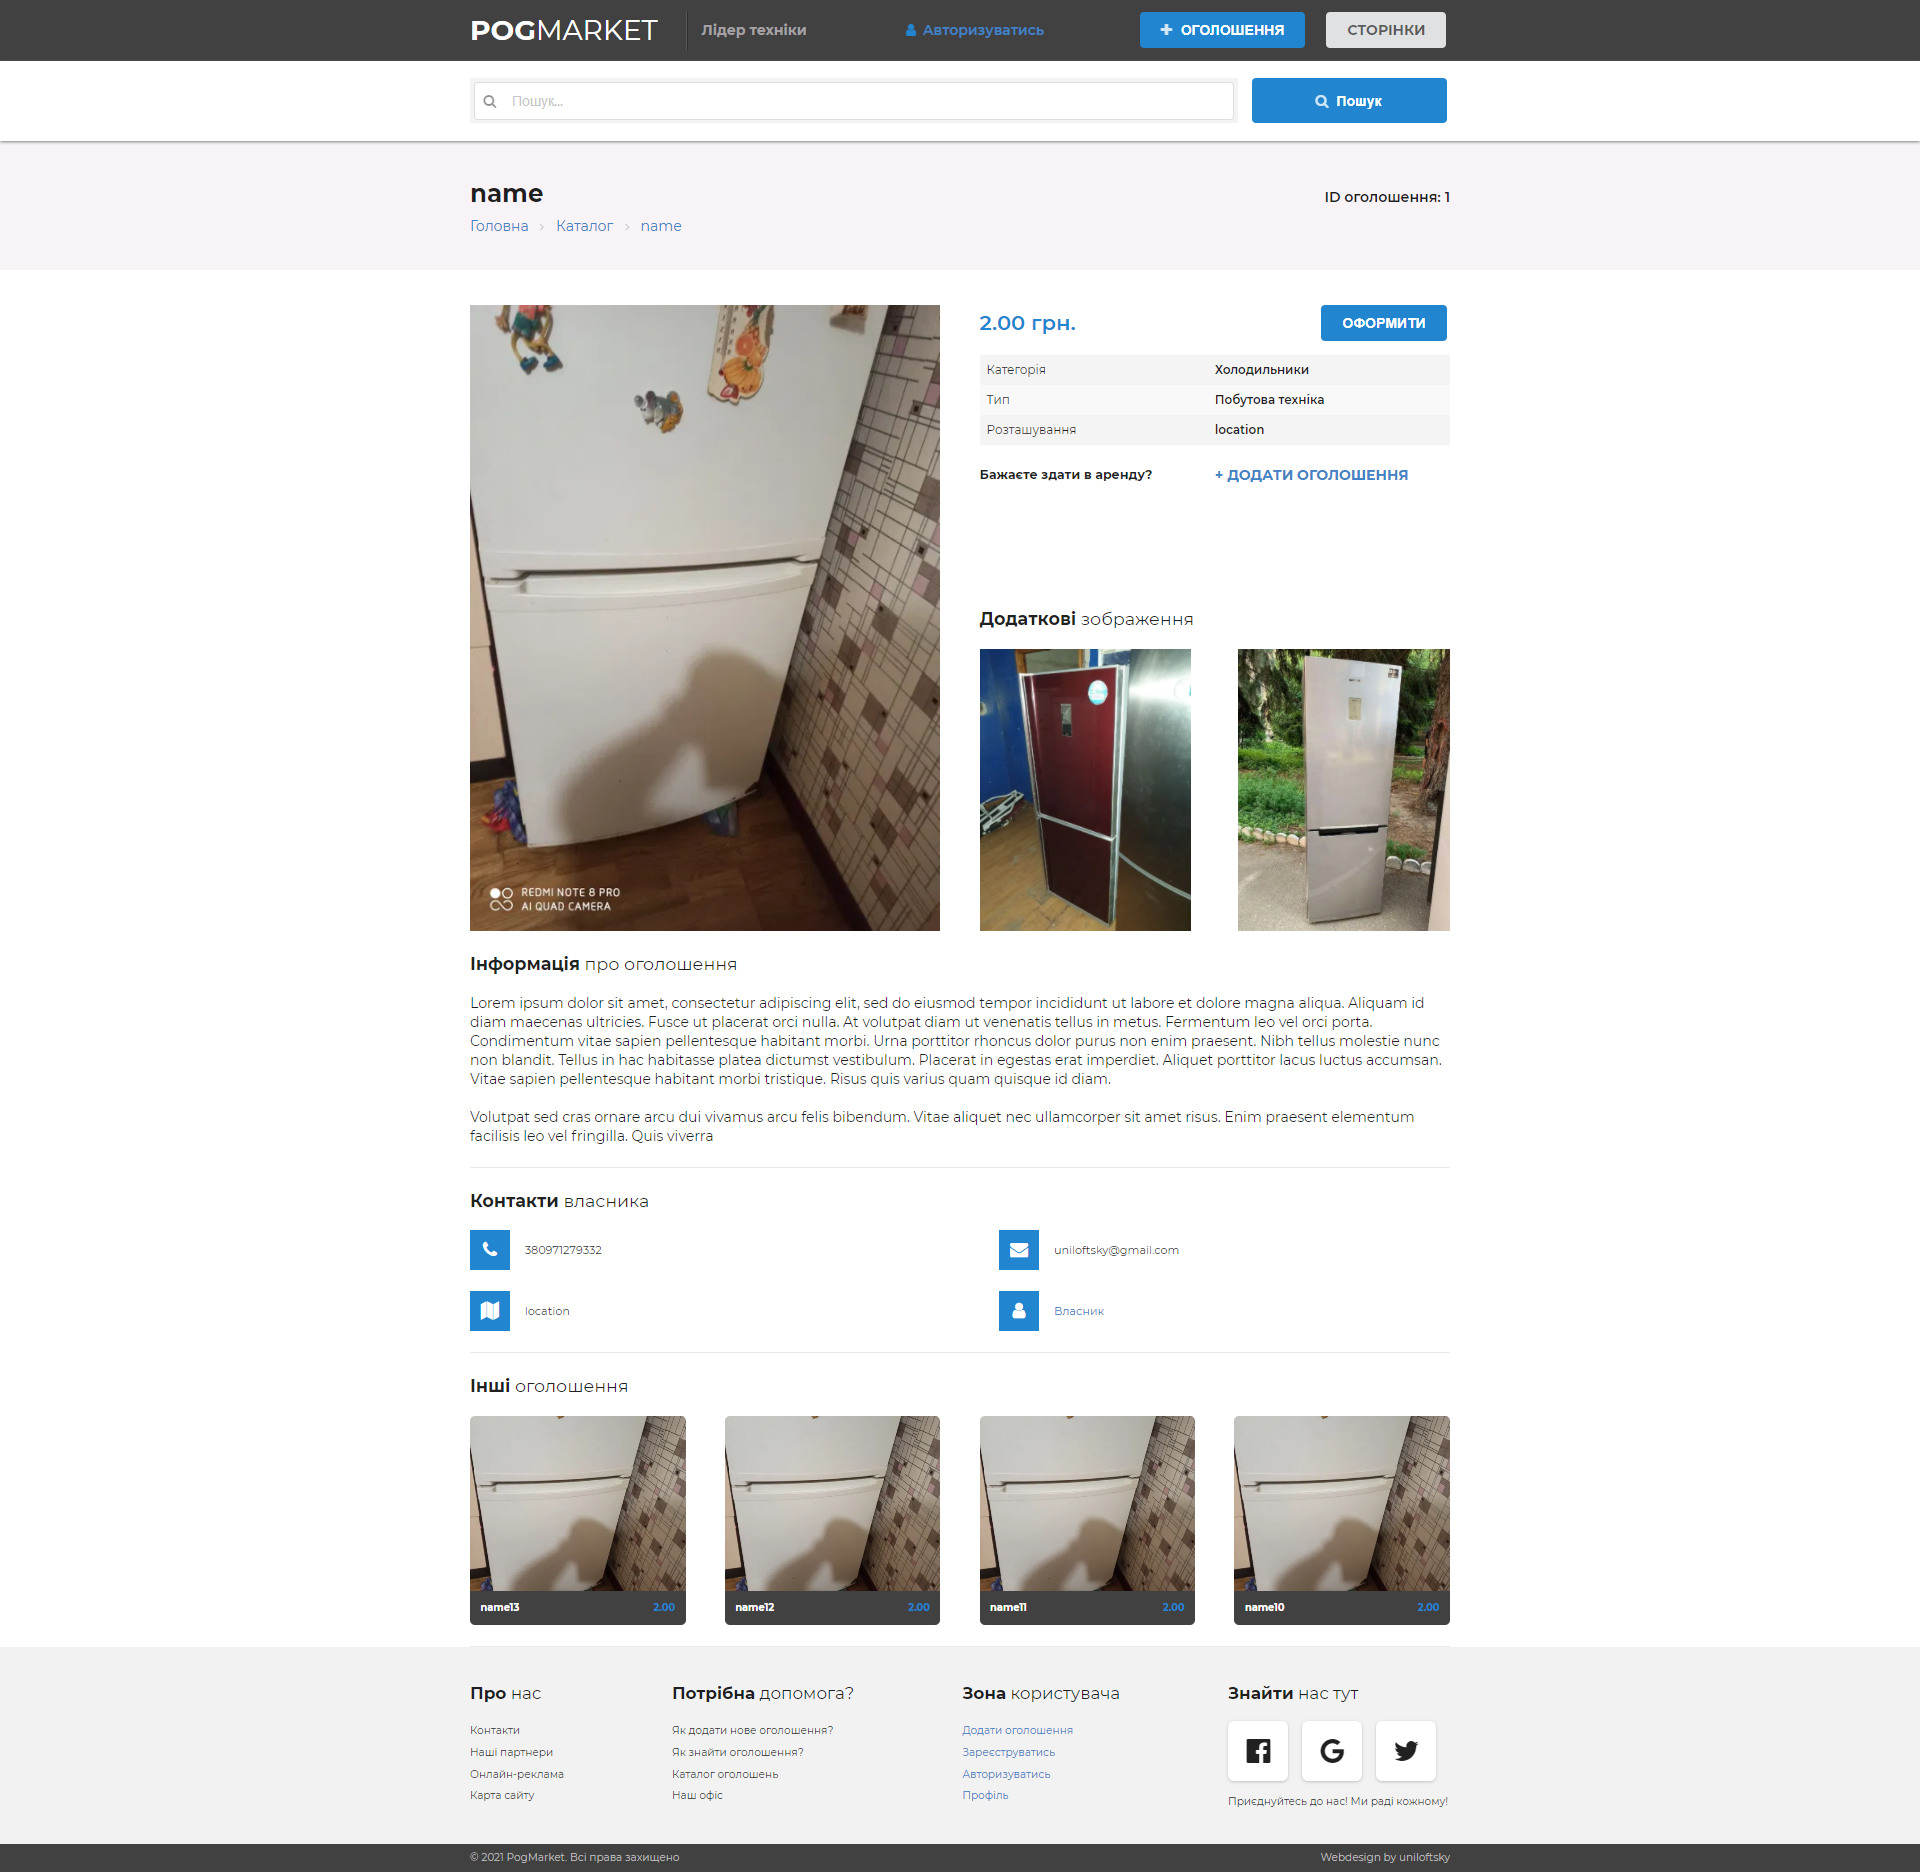 POGMARKET
Лідер техніки
Авторизуватись
ОГОЛОШЕННЯ
СТОРІНКИ
Пошук...
Пошук
name
ID оголошення: 1
Головна > Каталог > name
2.00 грн.
ОФОРМИТИ
Категорія Холодильники
Тип Побутова техніка
Розташування location
Бажаєте здати в аренду? + ДОДАТИ ОГОЛОШЕННЯ
Додаткові зображення
REDMI NOTE 8 PRO
AI QUAD CAMERA
Інформація про оголошення
Lorem ipsum dolor sit amet, consectetur adipiscing elit, sed do eiusmod tempor incididunt ut labore et dolore magna aliqua. Aliquam id
diam maecenas ultricies. Fusce ut placerat orci nulla. At volutpat diam ut venenatis tellus in metus. Fermentum leo vel orci porta.
Condimentum vitae sapien pellentesque habitant morbi. Urna porttitor rhoncus dolor purus non enim praesent. Nibh tellus molestie nunc
non blandit. Tellus in hac habitasse platea dictumst vestibulum. Placerat in egestas erat imperdiet. Aliquet porttitor lacus luctus accumsan.
Vitae sapien pellentesque habitant morbi tristique. Risus quis varius quam quisque id diam.
Volutpat sed cras ornare arcu dui vivamus arcu felis bibendum. Vitae aliquet nec ullamcorper sit amet risus. Enim praesent elementum
facilisis leo vel fringilla. Quis viverra
Контакти власника
380971279332
uniloftsky@gmail.com
location
Власник
Інші оголошення
name13 2.00
name12 2.00
name11 2.00
name10 2.00
Про нас
Контакти
Наші партнери
Онлайн-реклама
Карта сайту
Потрібна допомога?
Як додати нове оголошення?
Як знайти оголошення?
Каталог оголошень
Наш офіс
Зона користувача
Додати оголошення
Зареєструватись
Авторизуватись
Профіль
Знайти нас тут
Приєднуйтесь до нас! Ми раді кожному!
© 2021 PogMarket. Всі права захищено
Webdesign by uniloftsky